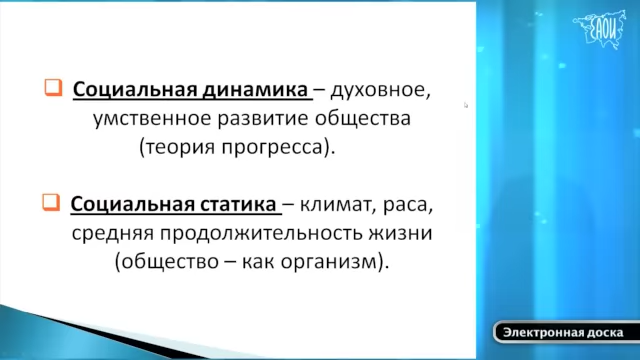 ЕАОИ
Социальная динамика – духовное,
умственное развитие общества
(теория прогресса).
Социальная статика – климат, раса,
средняя продолжительность жизни
(общество – как организм).
Электронная доска